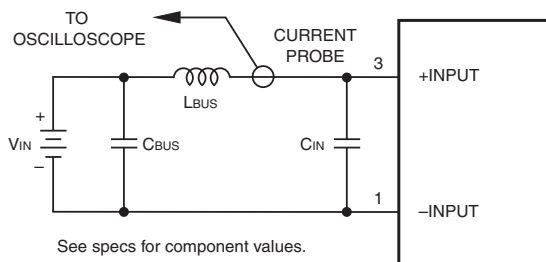 TO
OSCILLOSCOPE
CURRENT
PROBE
LBUS
3
+INPUT
+
VIN
–
CBUS
CIN
1
–INPUT
See specs for component values.